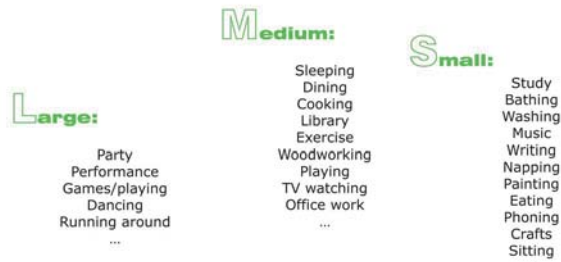 Large:
Party
Performance
Games/playing
Dancing
Running around
...
Medium:
Sleeping
Dining
Cooking
Library
Exercise
Woodworking
Playing
TV watching
Office work
...
Small:
Study
Bathing
Washing
Music
Writing
Napping
Painting
Eating
Phoning
Crafts
Sitting